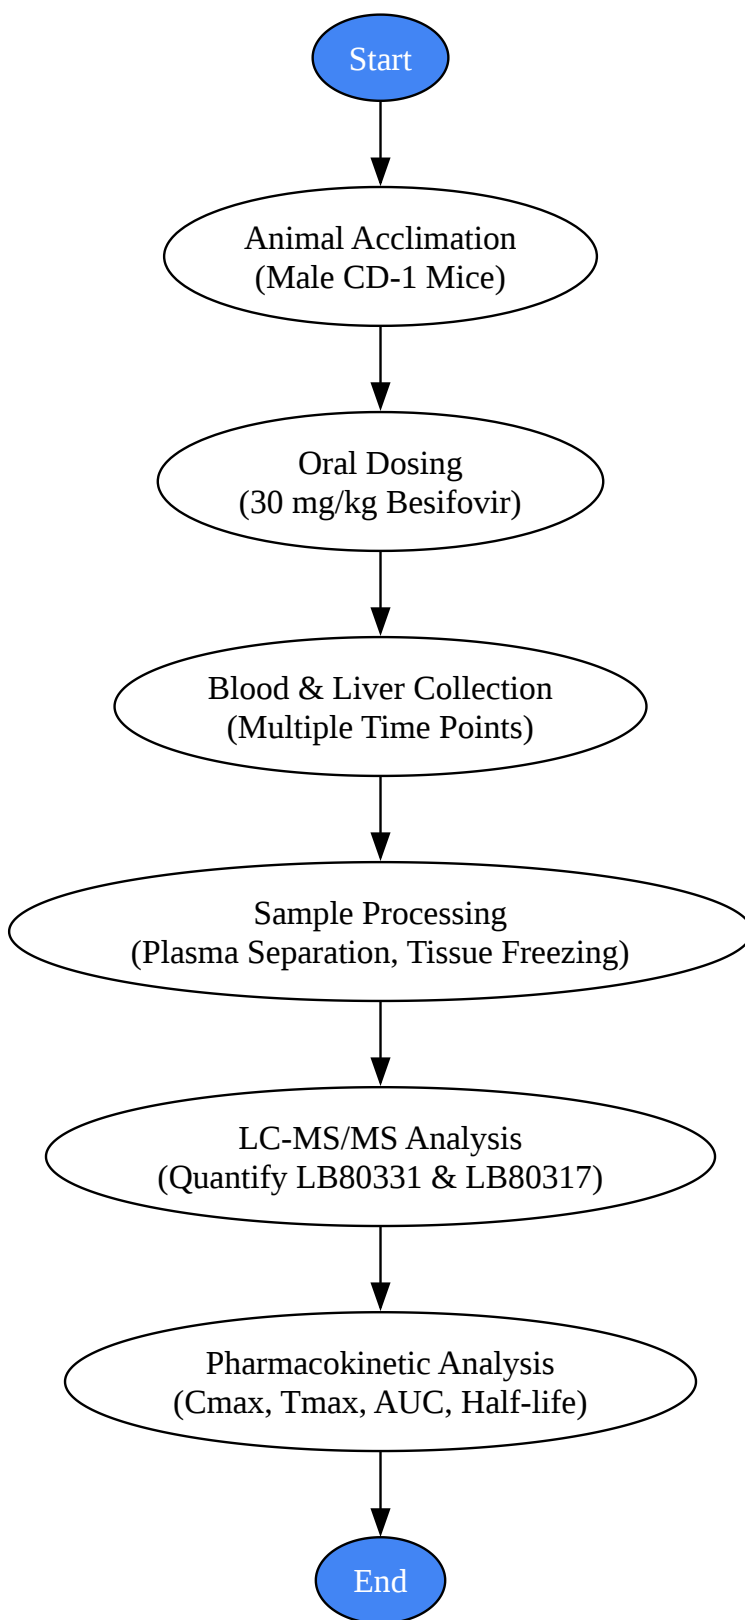 Start
Animal Acclimation
(Male CD-1 Mice)
Oral Dosing
(30 mg/kg Besifovir)
Blood & Liver Collection
(Multiple Time Points)
Sample Processing
(Plasma Separation, Tissue Freezing)
LC-MS/MS Analysis
(Quantify LB80331 & LB80317)
Pharmacokinetic Analysis
(Cmax, Tmax, AUC, Half-life)
End